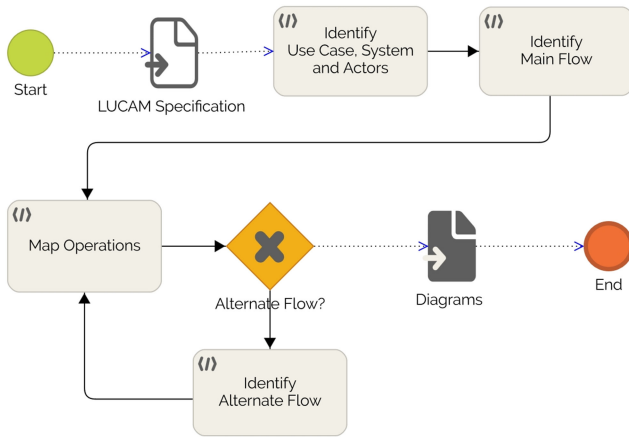 Identify
Use Case, System
and Actors
Identify
Main Flow
Start
LUCAM Specification
Map Operations
Alternate Flow?
Diagrams
End
Identify
Alternate Flow